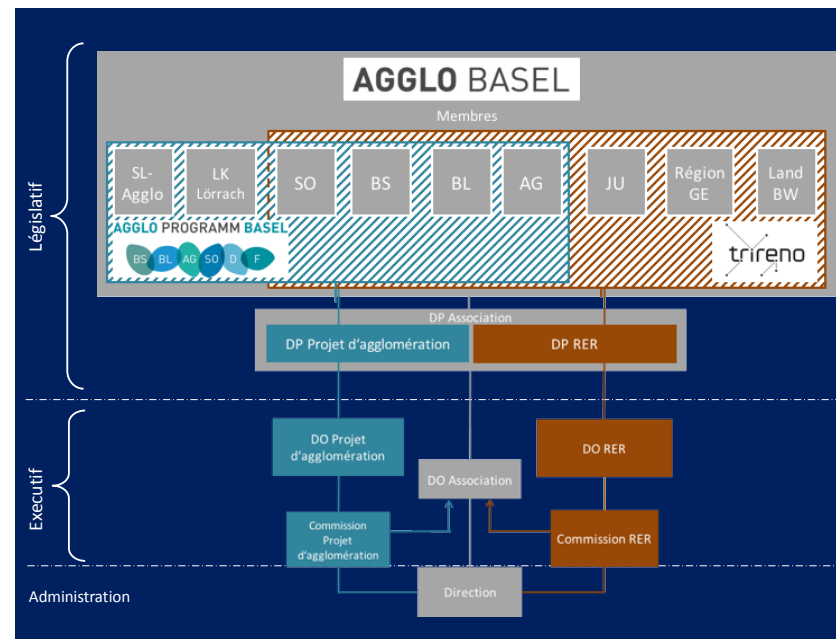 AGGLO BASEL
Membres
SL-
Agglo
LK
Lörrach
SO
BS
BL
AG
JU
Région
GE
Land
BW
AGGLO PROGRAMM BASEL
BS BL AG SO D F
trireno
Législatif
DP Association
DP Projet d'agglomération
DP RER
DO Projet
d'agglomération
DO RER
DO Association
Executif
Commission
Projet
d'agglomération
Commission RER
Direction
Administration